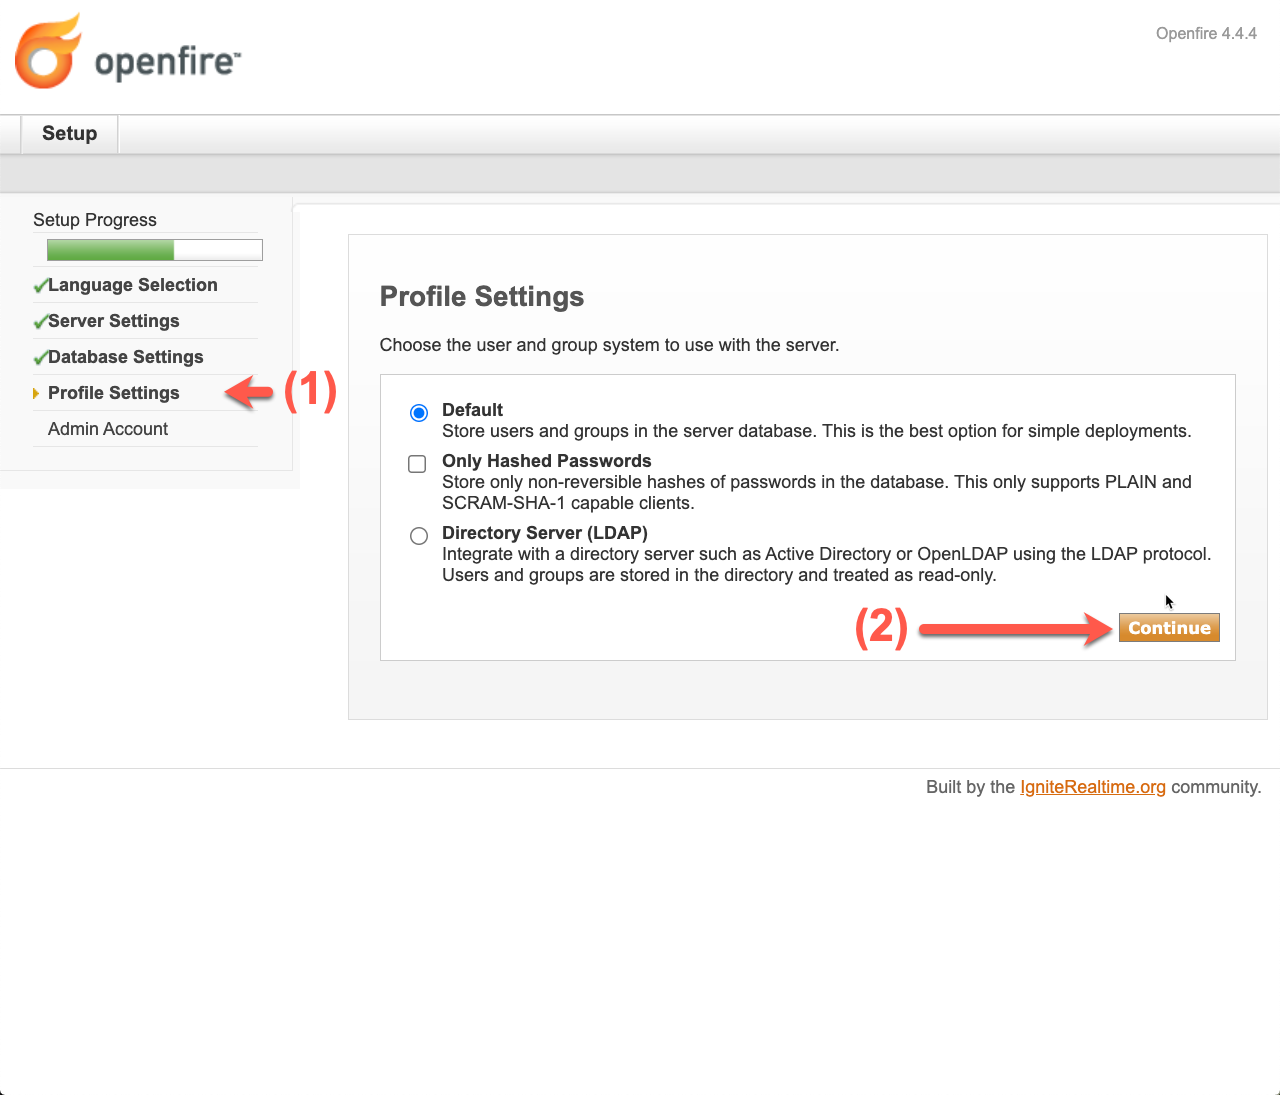 openfire™
Openfire 4.4.4
Setup
Setup Progress
Language Selection
Server Settings
Database Settings
Profile Settings
(1)
Admin Account
Profile Settings
Choose the user and group system to use with the server.
Default
Store users and groups in the server database. This is the best option for simple deployments.
Only Hashed Passwords
Store only non-reversible hashes of passwords in the database. This only supports PLAIN and
SCRAM-SHA-1 capable clients.
Directory Server (LDAP)
Integrate with a directory server such as Active Directory or OpenLDAP using the LDAP protocol.
Users and groups are stored in the directory and treated as read-only.
(2)
Continue
Built by the IgniteRealtime.org community.